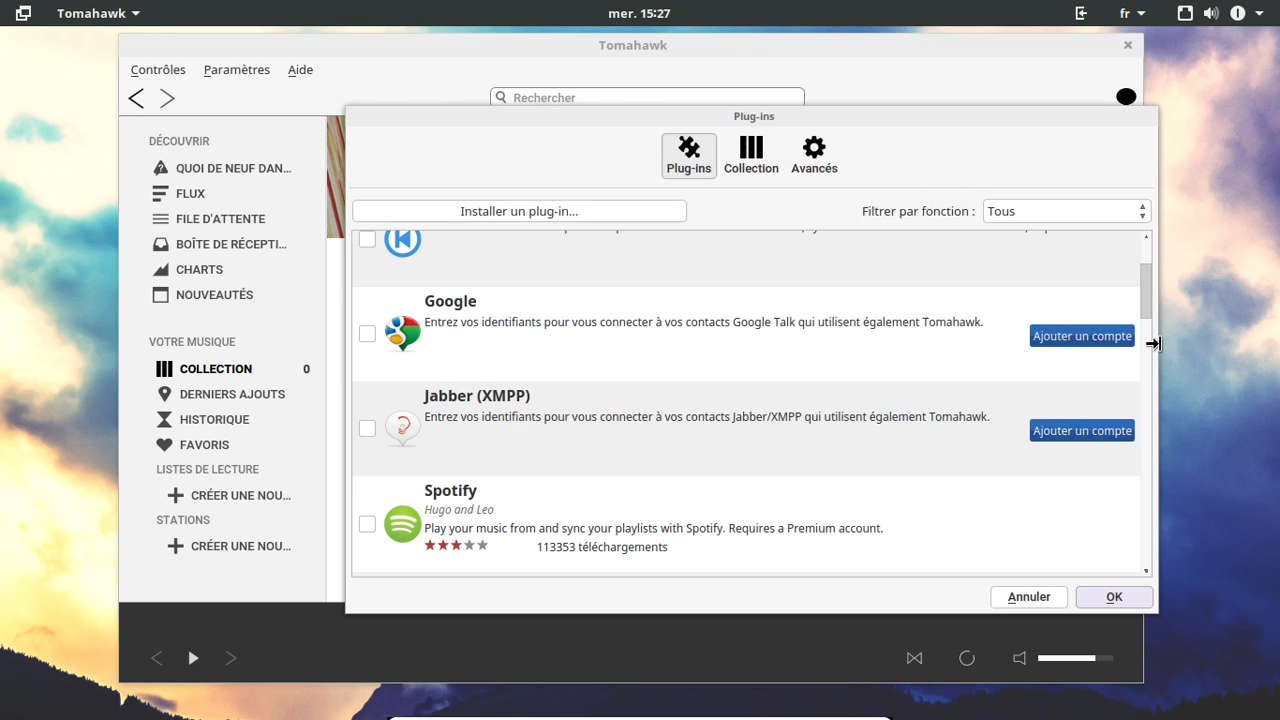 Tomahawk
mer. 15:27
fr
Tomahawk
Contrôles Paramètres Aide
Rechercher
Plug-ins
Plug-ins Collection Avancés
Installer un plug-in...
Filtrer par fonction : Tous
DÉCOUVRIR
QUOI DE NEUF DAN...
FLUX
FILE D'ATTENTE
BOÎTE DE RÉCEPTI...
CHARTS
NOUVEAUTÉS
VOTRE MUSIQUE
COLLECTION 0
DERNIERS AJOUTS
HISTORIQUE
FAVORIS
LISTES DE LECTURE
CRÉER UNE NOU...
STATIONS
CRÉER UNE NOU...
Google
Entrez vos identifiants pour vous connecter à vos contacts Google Talk qui utilisent également Tomahawk.
Ajouter un compte
Jabber (XMPP)
Entrez vos identifiants pour vous connecter à vos contacts Jabber/XMPP qui utilisent également Tomahawk.
Ajouter un compte
Spotify
Hugo and Leo
Play your music from and sync your playlists with Spotify. Requires a Premium account.
113353 téléchargements
Annuler OK